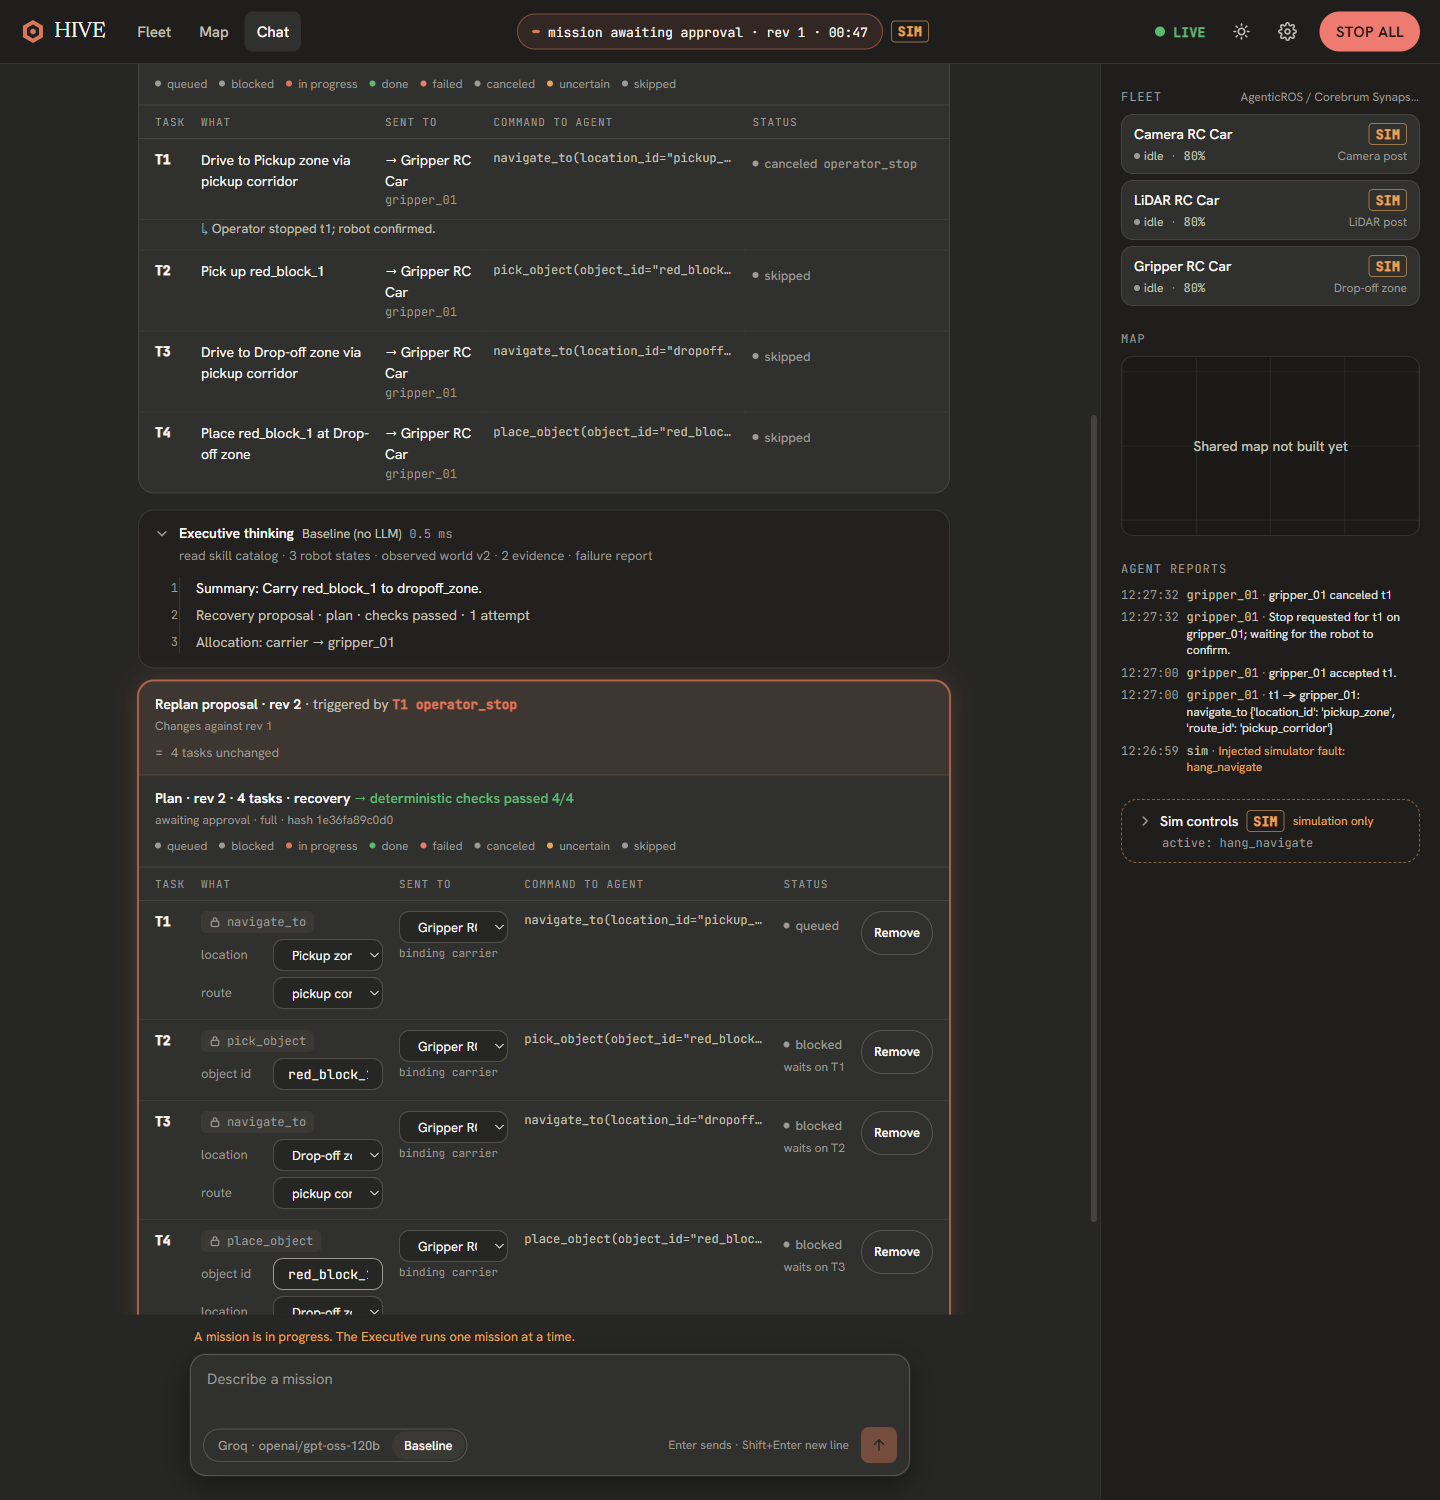 HIVE Fleet Map Chat
mission awaiting approval · rev 1 · 00:47 SIM
LIVE STOP ALL
queued blocked in progress done failed canceled uncertain skipped
TASK WHAT SENT TO COMMAND TO AGENT STATUS
T1 Drive to Pickup zone via pickup corridor → Gripper RC Car gripper_01 navigate_to(location_id="pickup_… canceled operator_stop
↳ Operator stopped t1; robot confirmed.
T2 Pick up red_block_1 → Gripper RC Car gripper_01 pick_object(object_id="red_block… skipped
T3 Drive to Drop-off zone via pickup corridor → Gripper RC Car gripper_01 navigate_to(location_id="dropoff… skipped
T4 Place red_block_1 at Drop-off zone → Gripper RC Car gripper_01 place_object(object_id="red_bloc… skipped
Executive thinking Baseline (no LLM) 0.5 ms
read skill catalog · 3 robot states · observed world v2 · 2 evidence · failure report
1 Summary: Carry red_block_1 to dropoff_zone.
2 Recovery proposal · plan · checks passed · 1 attempt
3 Allocation: carrier → gripper_01
Replan proposal · rev 2 · triggered by T1 operator_stop
Changes against rev 1
= 4 tasks unchanged
Plan · rev 2 · 4 tasks · recovery → deterministic checks passed 4/4
awaiting approval · full · hash 1e36fa89c0d0
queued blocked in progress done failed canceled uncertain skipped
TASK WHAT SENT TO COMMAND TO AGENT STATUS
T1 navigate_to Gripper R( navigate_to(location_id="pickup_… queued Remove
binding carrier
location Pickup zor
route pickup cor
T2 pick_object Gripper R( pick_object(object_id="red_block… blocked Remove
object id red_block_1 binding carrier waits on T1
T3 navigate_to Gripper R( navigate_to(location_id="dropoff… blocked Remove
binding carrier waits on T2
location Drop-off zo
route pickup cor
T4 place_object Gripper R( place_object(object_id="red_bloc… blocked Remove
object id red_block_1 binding carrier waits on T3
location Drop-off zo
A mission is in progress. The Executive runs one mission at a time.
Describe a mission
Groq · openai/gpt-oss-120b Baseline Enter sends · Shift+Enter new line
FLEET AgenticROS / Corebrum Synaps…
Camera RC Car SIM
idle · 80% Camera post
LiDAR RC Car SIM
idle · 80% LiDAR post
Gripper RC Car SIM
idle · 80% Drop-off zone
MAP
Shared map not built yet
AGENT REPORTS
12:27:32 gripper_01 · gripper_01 canceled t1
12:27:32 gripper_01 · Stop requested for t1 on
gripper_01; waiting for the robot to
confirm.
12:27:00 gripper_01 · gripper_01 accepted t1.
12:27:00 gripper_01 · t1 -> gripper_01:
navigate_to {'location_id': 'pickup_zone',
'route_id': 'pickup_corridor'}
12:26:59 sim · Injected simulator fault:
hang_navigate
Sim controls SIM simulation only
active: hang_navigate